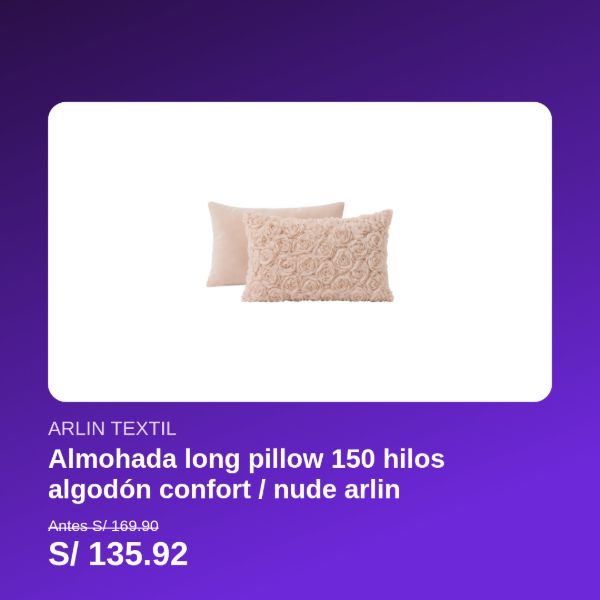 ARLIN TEXTIL
Almohada long pillow 150 hilos
algodón confort / nude arlin
Antes S/ 169.90
S/ 135.92